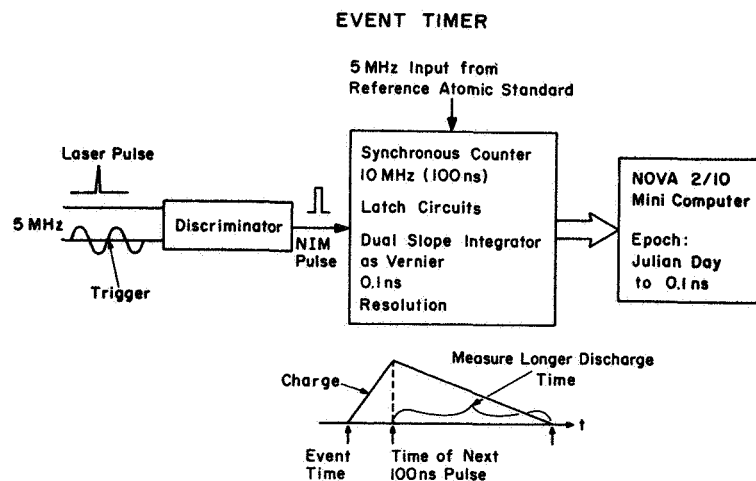 EVENT TIMER
5 MHz Input from
Reference Atomic Standard
Laser Pulse
5 MHz
Trigger
Discriminator
NIM
Pulse
Synchronous Counter
10 MHz (100ns)
Latch Circuits
Dual Slope Integrator
as Vernier
0.1ns
Resolution
NOVA 2/10
Mini Computer
Epoch:
Julian Day
to 0.1ns
Charge
Measure Longer Discharge
Time
t
Event
Time
Time of Next
100ns Pulse